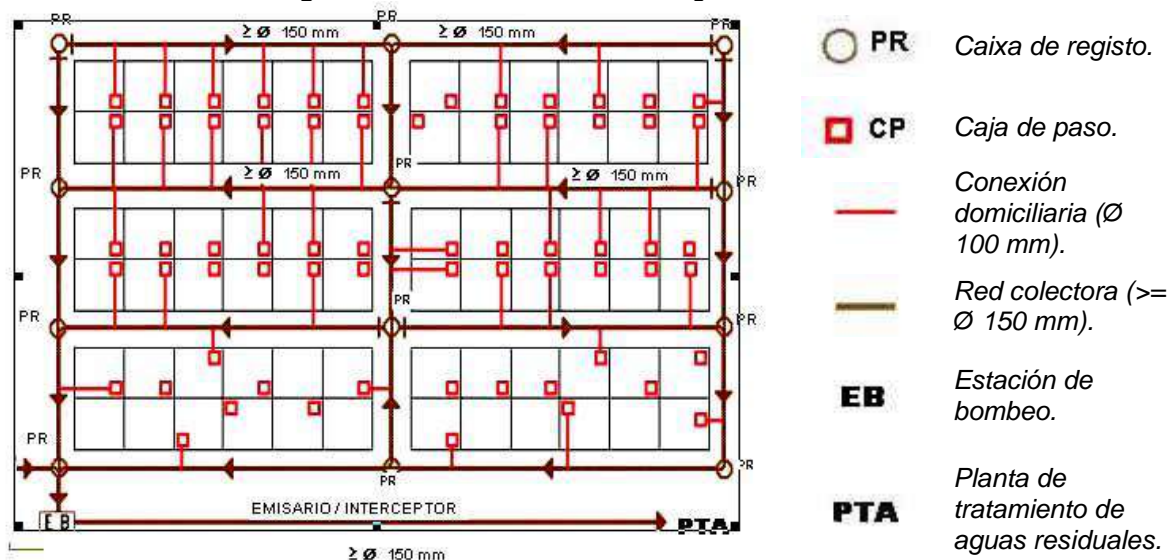 PR
PR
PR
≥ Ø 150 mm
≥ Ø 150 mm
PR
PR
PR
≥ Ø 150 mm
≥ Ø 150 mm
PR
PR
PR
PR
PR
PR
PR
EMISARIO / INTERCEPTOR
EB
PTA
≥ Ø 150 mm
PR
Caixa de registo.
CP
Caja de paso.
Conexión
domiciliaria (Ø
100 mm).
Red colectora (>=
Ø 150 mm).
EB
Estación de
bombeo.
PTA
Planta de
tratamiento de
aguas residuales.